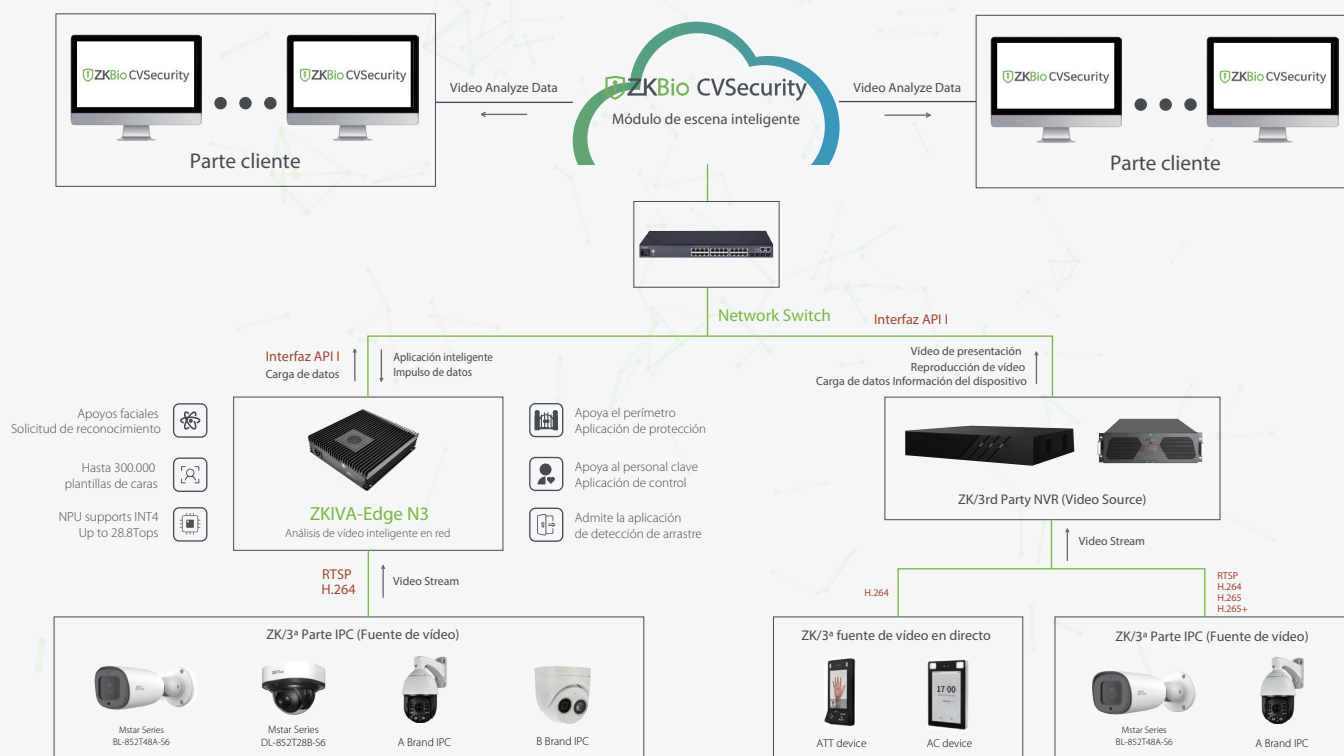 ZKBio CVSecurity
ZKBio CVSecurity
Parte cliente
Video Analyze Data
ZKBio CVSecurity
Módulo de escena inteligente
Video Analyze Data
ZKBio CVSecurity
ZKBio CVSecurity
Parte cliente
Network Switch
Interfaz API I
Interfaz API I
Carga de datos
Aplicación inteligente
Impulso de datos
Vídeo de presentación
Reproducción de vídeo
Carga de datos Información del dispositivo
Apoyos faciales
Solicitud de reconocimiento
Hasta 300.000
plantillas de caras
NPU supports INT4
Up to 28.8Tops
ZKIVA-Edge N3
Análisis de vídeo inteligente en red
Apoya el perímetro
Aplicación de protección
Apoya al personal clave
Aplicación de control
Admite la aplicación
de detección de arrastre
ZK/3rd Party NVR (Video Source)
RTSP
H.264
Video Stream
Video Stream
H.264
RTSP
H.264
H.265
H.265+
ZK/3ª Parte IPC (Fuente de vídeo)
Mstar Series
BL-852T48A-S6
Mstar Series
DL-852T28B-S6
A Brand IPC
B Brand IPC
ZK/3ª fuente de vídeo en directo
17 00
ATT device
AC device
ZK/3ª Parte IPC (Fuente de vídeo)
Mstar Series
BL-852T48A-S6
A Brand IPC